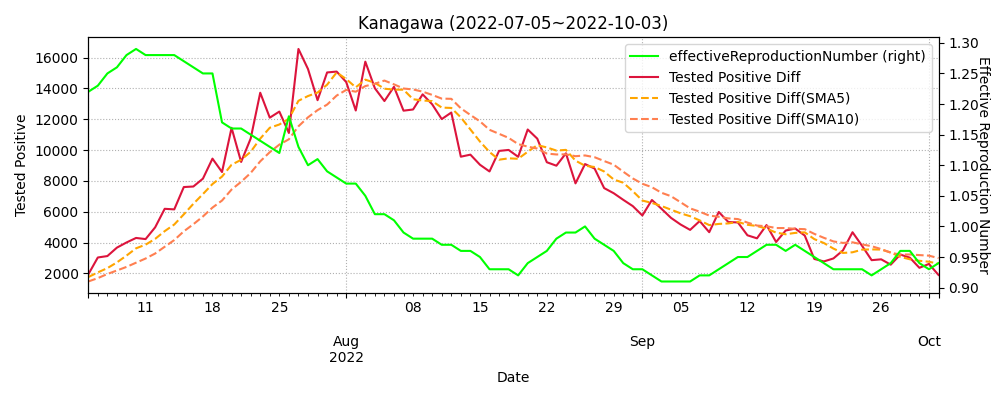 Kanagawa (2022-07-05~2022-10-03)
effectiveReproductionNumber (right)
Tested Positive Diff
Tested Positive Diff(SMA5)
Tested Positive Diff(SMA10)
Tested Positive
16000
14000
12000
10000
8000
6000
4000
2000
1.30
1.25
1.20
1.15
1.10
1.05
1.00
0.95
0.90
Effective Reproduction Number
11 18 25 08 15 22 29 05 12 19 26
Aug Sep Oct
2022
Date